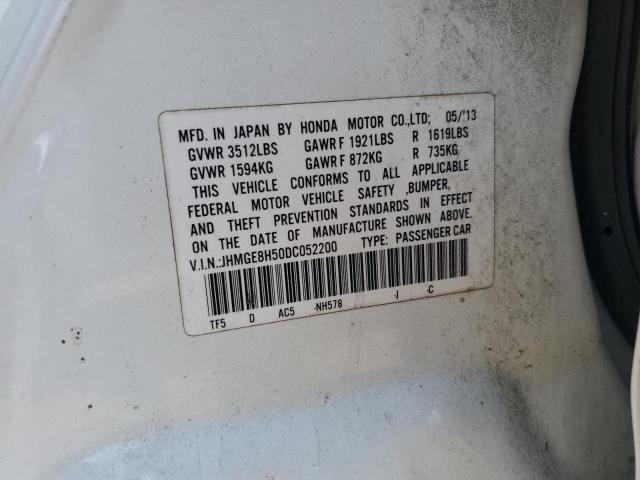 MFD. IN JAPAN BY HONDA MOTOR CO.,LTD; 05/'13
GVWR 3512LBS GAWR F 1921LBS R 1619LBS
GVWR 1594KG GAWR F 872KG R 735KG
THIS VEHICLE CONFORMS TO ALL APPLICABLE
FEDERAL MOTOR VEHICLE SAFETY ,BUMPER,
AND THEFT PREVENTION STANDARDS IN EFFECT
ON THE DATE OF MANUFACTURE SHOWN ABOVE.
V.I.N.:JHMGE8H50DC052200 TYPE: PASSENGER CAR
TF5 D AC5 -NH578 -J -C